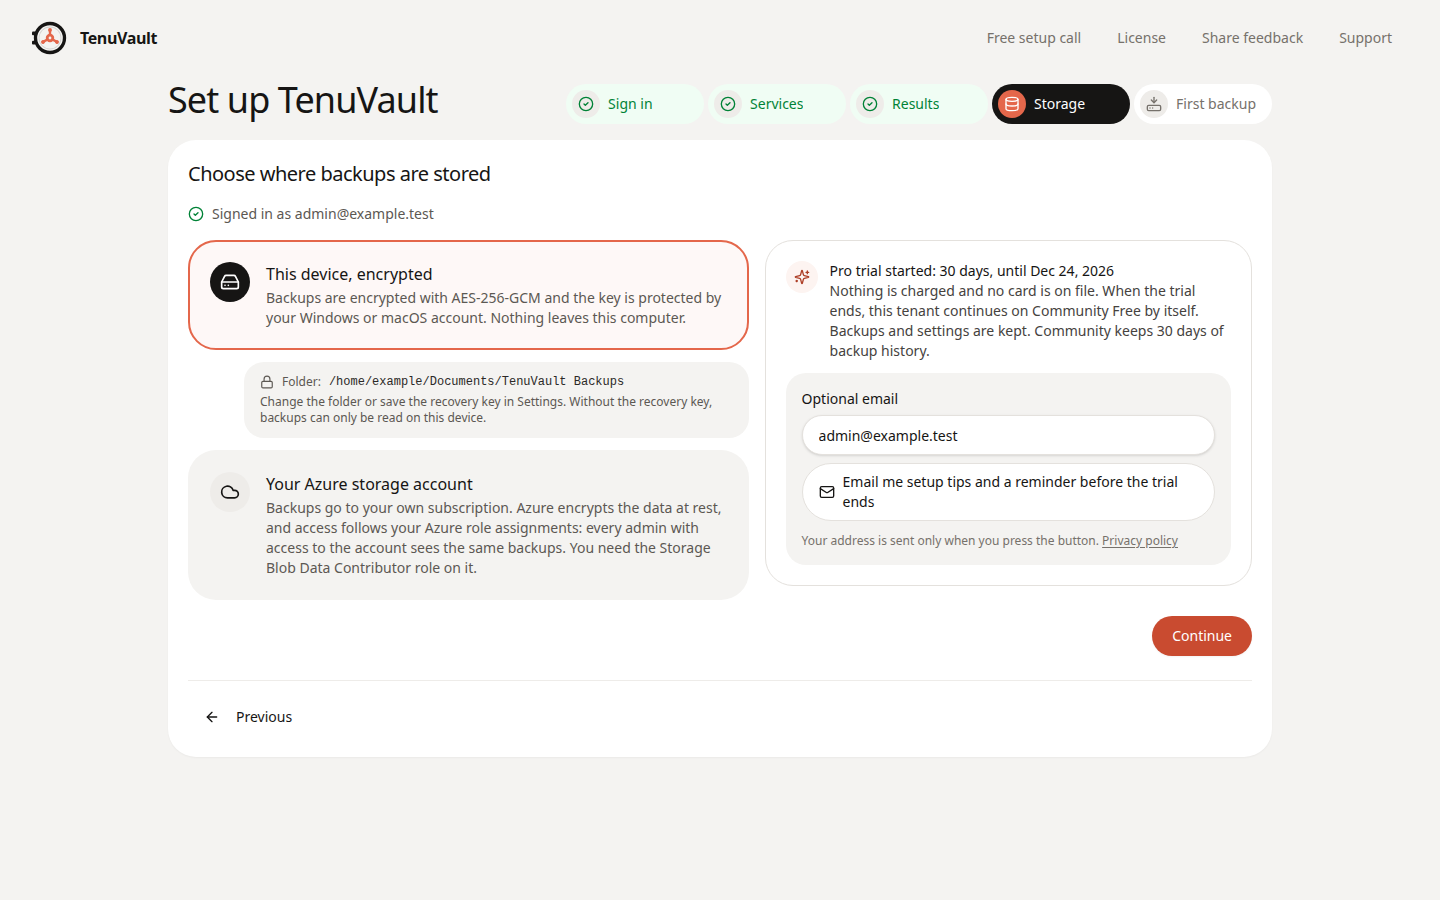 TenuVault
Free setup call
License
Share feedback
Support
Set up TenuVault
Sign in
Services
Results
Storage
First backup
Choose where backups are stored
Signed in as admin@example.test
This device, encrypted
Backups are encrypted with AES-256-GCM and the key is protected by
your Windows or macOS account. Nothing leaves this computer.
Folder: /home/example/Documents/TenuVault Backups
Change the folder or save the recovery key in Settings. Without the recovery key,
backups can only be read on this device.
Your Azure storage account
Backups go to your own subscription. Azure encrypts the data at rest,
and access follows your Azure role assignments: every admin with
access to the account sees the same backups. You need the Storage
Blob Data Contributor role on it.
Pro trial started: 30 days, until Dec 24, 2026
Nothing is charged and no card is on file. When the trial
ends, this tenant continues on Community Free by itself.
Backups and settings are kept. Community keeps 30 days of
backup history.
Optional email
admin@example.test
Email me setup tips and a reminder before the trial
ends
Your address is sent only when you press the button. Privacy policy
Continue
Previous